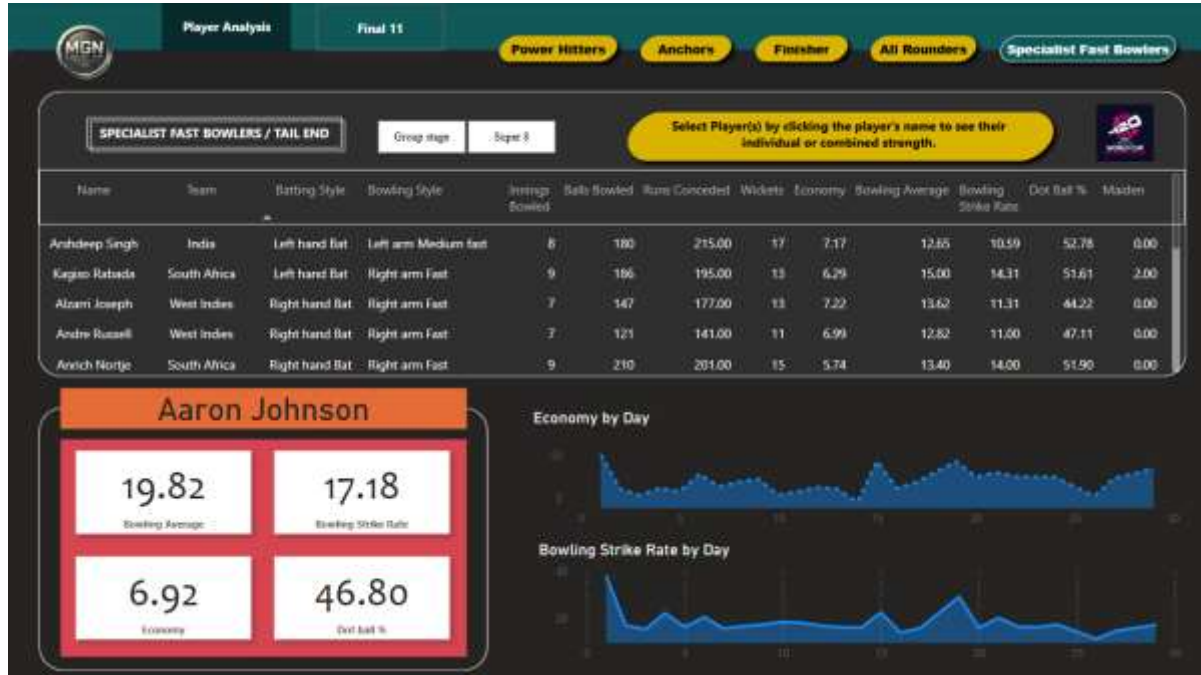 MGN
Player Analysis
Final 11
Power Hitters
Anchors
Finisher
All Rounders
Specialist Fast Bowlers
SPECIALIST FAST BOWLERS / TAIL END
Group stage
Super 8
Select Player(s) by clicking the player's name to see their
individual or combined strength.
Name Team Batting Style Bowling Style Innings Bowled Balls Bowled Runs Conceded Wickets Economy Bowling Average Bowling Strike Rate Dot Ball % Maiden
Arshdeep Singh India Left hand Bat Left arm Medium fast 8 180 215.00 17 7.17 12.65 10.59 52.78 0.00
Kagiso Rabada South Africa Left hand Bat Right arm Fast 9 186 195.00 13 6.29 15.00 14.31 51.61 2.00
Alzarri Joseph West Indies Right hand Bat Right arm Fast 7 147 177.00 13 7.22 13.62 11.31 44.22 0.00
Andre Russell West Indies Right hand Bat Right arm Fast 7 121 141.00 11 6.99 12.82 11.00 47.11 0.00
Anrich Nortje South Africa Right hand Bat Right arm Fast 9 210 201.00 15 5.74 13.40 14.00 51.90 0.00
Aaron Johnson
19.82
Bowling Average
17.18
Bowling Strike Rate
6.92
Economy
46.80
Dot ball %
Economy by Day
Bowling Strike Rate by Day